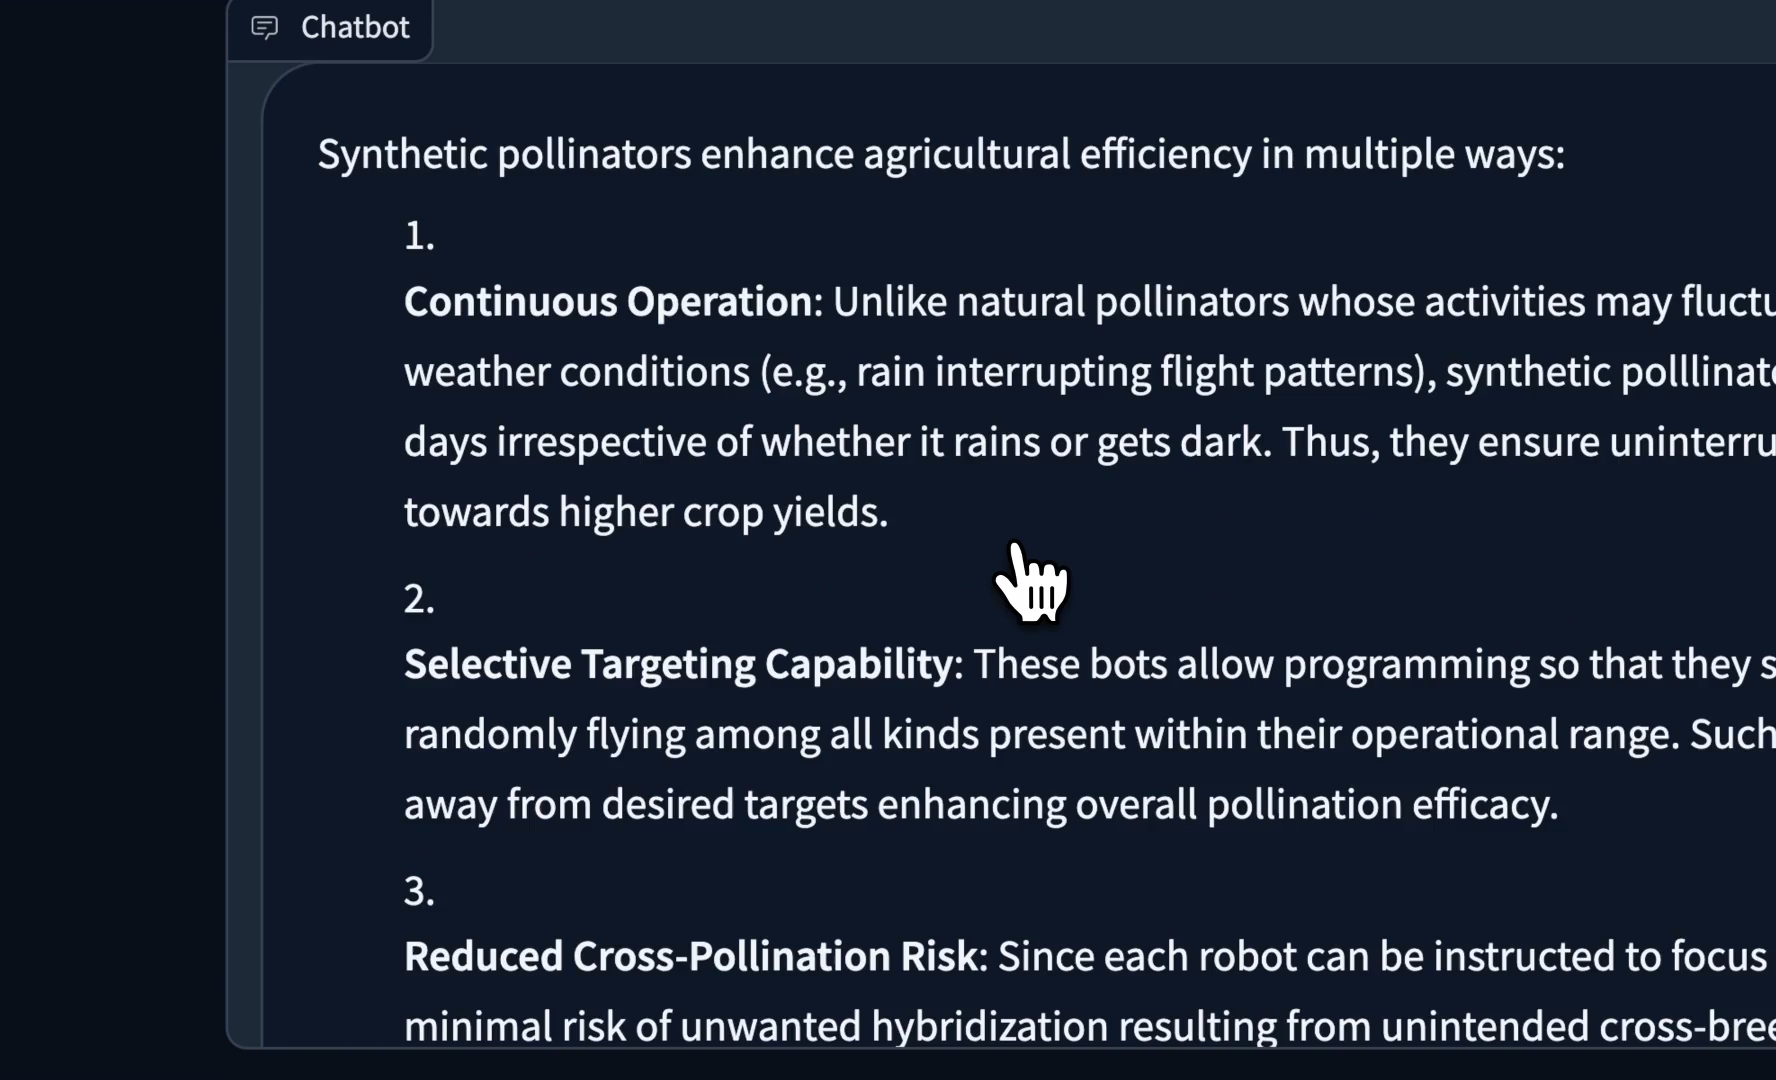 Chatbot
Synthetic pollinators enhance agricultural efficiency in multiple ways:
1.
Continuous Operation: Unlike natural pollinators whose activities may fluctu
weather conditions (e.g., rain interrupting flight patterns), synthetic polllinat
days irrespective of whether it rains or gets dark. Thus, they ensure uninterru
towards higher crop yields.
2.
Selective Targeting Capability: These bots allow programming so that they s
randomly flying among all kinds present within their operational range. Such
away from desired targets enhancing overall pollination efficacy.
3.
Reduced Cross-Pollination Risk: Since each robot can be instructed to focus
minimal risk of unwanted hybridization resulting from unintended cross-bree